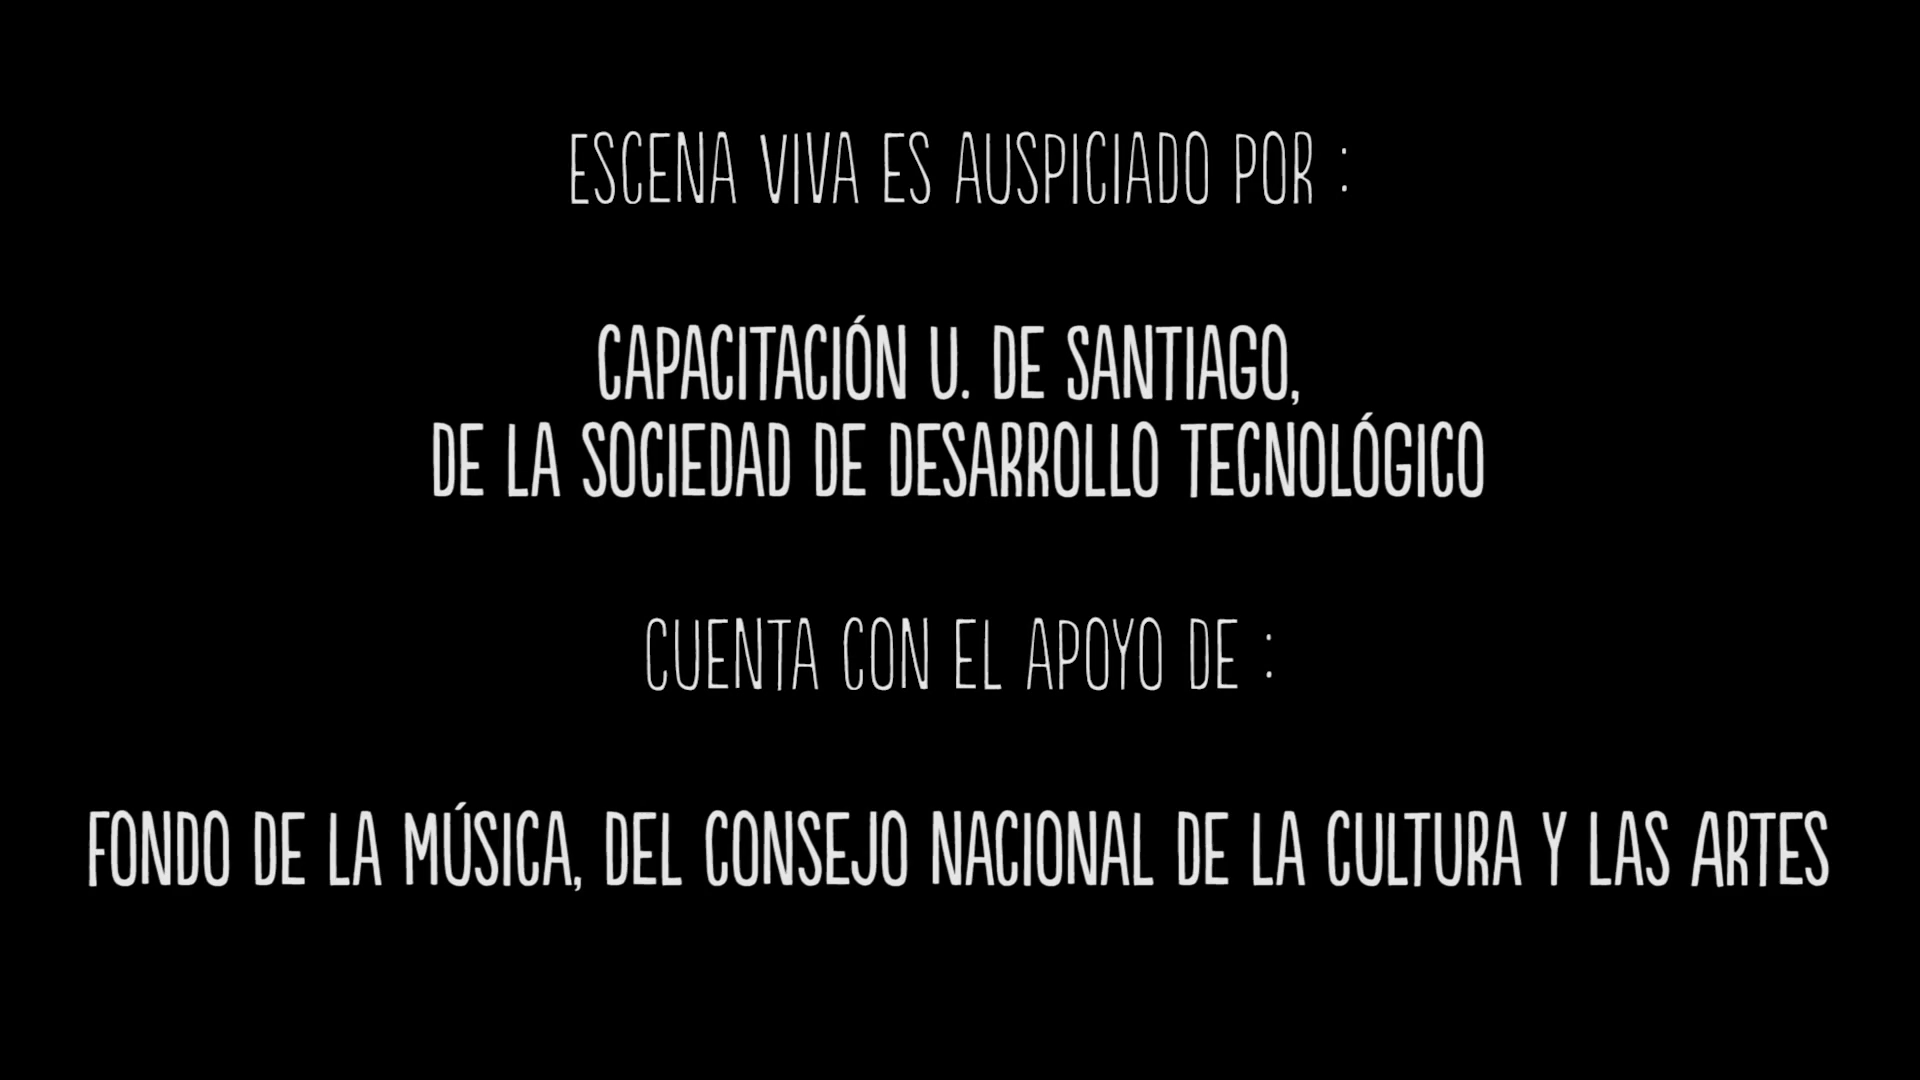 ESCENA VIVA ES AUSPICIADO POR :
CAPACITACIÓN U. DE SANTIAGO,
DE LA SOCIEDAD DE DESARROLLO TECNOLÓGICO
CUENTA CON EL APOYO DE :
FONDO DE LA MÚSICA, DEL CONSEJO NACIONAL DE LA CULTURA Y LAS ARTES